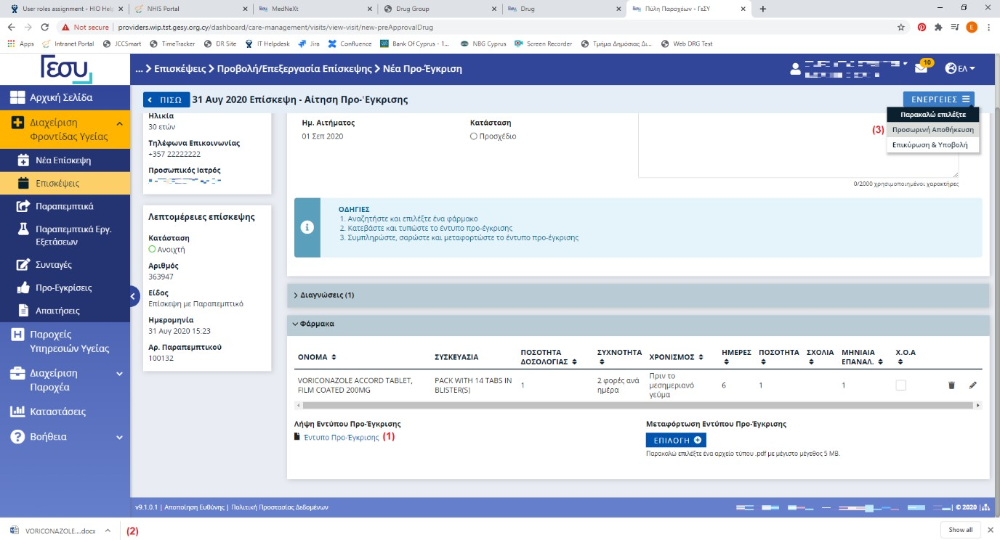 User roles assignment - HIO Help
NHIS Portal
MedNeXt
Drug Group
Drug
Πύλη Παροχέων - ΓεΣΥ
Not secure | providers.wip.tst.gesy.org.cy/dashboard/care-management/visits/view-visit/new-preApprovalDrug
E
Apps
Intranet Portal
JCCSmart
TimeTracker
DR Site
IT Helpdesk
Jira
Confluence
Bank Of Cyprus - 1...
NBG Cyprus
Screen Recorder
Τμήμα Δημόσιας Δι...
Web DRG Test
Γεσυ
... > Επισκέψεις > Προβολή/Επεξεργασία Επίσκεψης > Νέα Προ-Έγκριση
10
ΕΛ
Αρχική Σελίδα
Διαχείριση
Φροντίδας Υγείας
Νέα Επίσκεψη
Επισκέψεις
Παραπεμπτικά
Παραπεμπτικά Εργ.
Εξετάσεων
Συνταγές
Προ-Εγκρίσεις
Απαιτήσεις
Παροχείς
Υπηρεσιών Υγείας
Διαχείριση
Παροχέα
Καταστάσεις
Βοήθεια
ΠΙΣΩ
31 Αυγ 2020 Επίσκεψη - Αίτηση Προ-'Εγκρισης
ΕΝΕΡΓΕΙΕΣ
Παρακαλώ επιλέξτε
(3)
Προσωρινή Αποθήκευση
Επικύρωση & Υποβολή
Ηλικία
30 ετών
Τηλέφωνα Επικοινωνίας
+357 22222222
Προσωπικός Ιατρός
Λεπτομέρειες επίσκεψης
Κατάσταση
Ανοιχτή
Αριθμός
363947
Είδος
Επίσκεψη με Παραπεμπτικό
Ημερομηνία
31 Αυγ 2020 15:23
Αρ. Παραπεμπτικού
100132
Ημ. Αιτήματος
01 Σεπ 2020
Κατάσταση
Προσχέδιο
0/2000 χρησιμοποιημένοι χαρακτήρες
ΟΔΗΓΙΕΣ
1. Αναζητήστε και επιλέξτε ένα φάρμακο
2. Κατεβάστε και τυπώστε το έντυπο προ-έγκρισης
3. Συμπληρώστε, σαρώστε και μεταφορτώστε το έντυπο προ-έγκρισης
Διαγνώσεις (1)
Φάρμακα
ΟΝΟΜΑ
ΣΥΣΚΕΥΑΣΙΑ
ΠΟΣΟΤΗΤΑ
ΔΟΣΟΛΟΓΙΑΣ
ΣΥΧΝΟΤΗΤΑ
ΧΡΟΝΙΣΜΟΣ
ΗΜΕΡΕΣ
ΠΟΣΟΤΗΤΑ
ΣΧΟΛΙΑ
ΜΗΝΙΑΙΑ
ΕΠΑΝΑΛ.
Χ.Ο.Α
VORICONAZOLE ACCORD TABLET,
FILM COATED 200MG
PACK WITH 14 TABS IN
BLISTER(S)
1
2 φορές ανά
ημέρα
Πριν το
μεσημεριανό
γεύμα
6
1
1
Λήψη Εντύπου Προ-Έγκρισης
Έντυπο Προ-Έγκρισης (1)
Μεταφόρτωση Εντύπου Προ-Έγκρισης
ΕΠΙΛΟΓΗ
Παρακαλώ επιλέξτε ένα αρχείο τύπου .pdf με μέγιστο μέγεθος 5 MB.
v9.1.0.1 | Αποποίηση Ευθύνης | Πολιτική Προστασίας Δεδομένων
| © 2020 |
VORICONAZOLE....docx
(2)
Show all